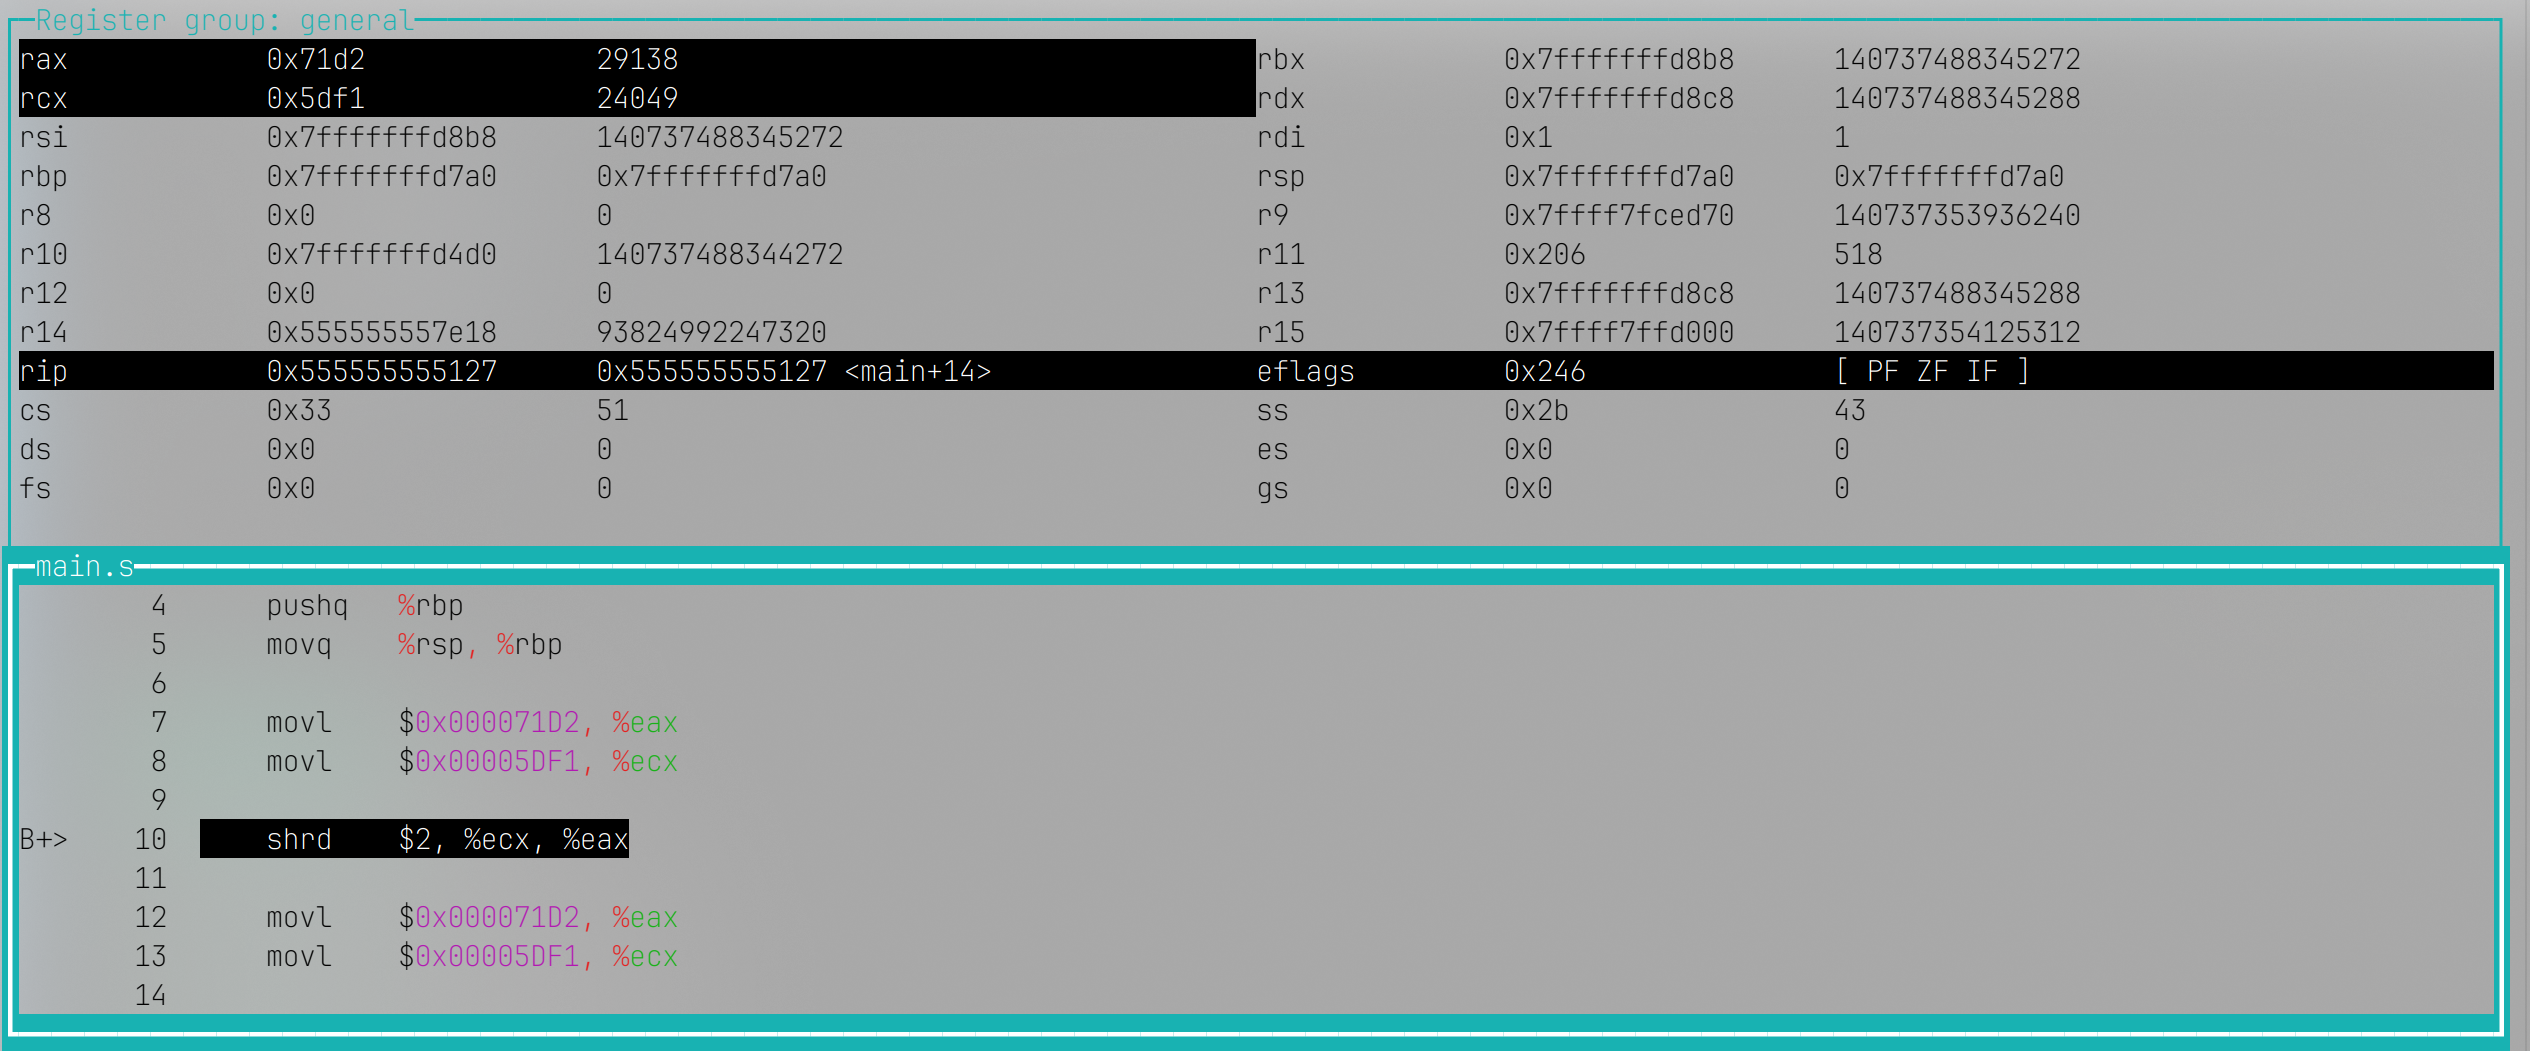 Register group: general
rax 0x71d2 29138 rbx 0x7fffffffd8b8 140737488345272
rcx 0x5df1 24049 rdx 0x7fffffffd8c8 140737488345288
rsi 0x7fffffffd8b8 140737488345272 rdi 0x1 1
rbp 0x7fffffffd7a0 0x7fffffffd7a0 rsp 0x7fffffffd7a0 0x7fffffffd7a0
r8 0x0 0 r9 0x7ffff7fced70 140737353936240
r10 0x7fffffffd4d0 140737488344272 r11 0x206 518
r12 0x0 0 r13 0x7fffffffd8c8 140737488345288
r14 0x555555557e18 93824992247320 r15 0x7ffff7ffd000 140737354125312
rip 0x555555555127 0x555555555127 <main+14> eflags 0x246 [ PF ZF IF ]
cs 0x33 51 ss 0x2b 43
ds 0x0 0 es 0x0 0
fs 0x0 0 gs 0x0 0
main.s
4 pushq %rbp
5 movq %rsp, %rbp
6
7 movl $0x000071D2, %eax
8 movl $0x00005DF1, %ecx
9
B+> 10 shrd $2, %ecx, %eax
11
12 movl $0x000071D2, %eax
13 movl $0x00005DF1, %ecx
14